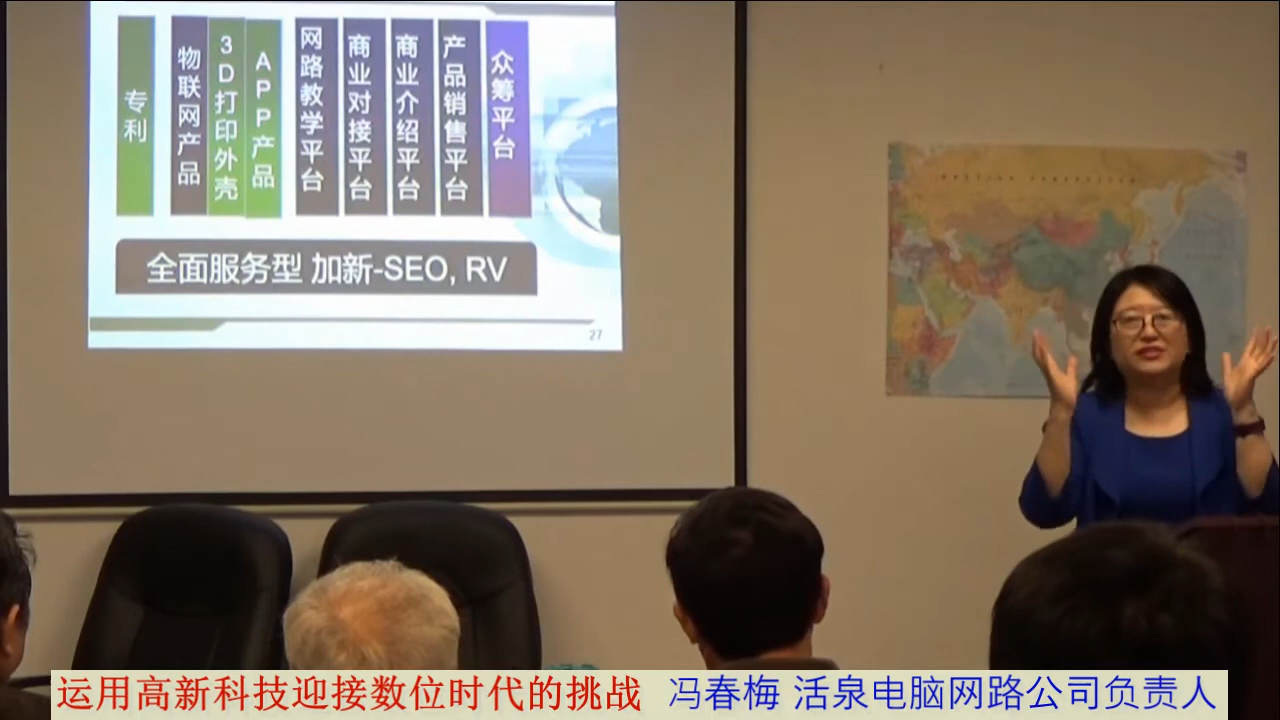 专利
物联网产品
3D打印外壳
APP产品
网路教学平台
商业对接平台
商业介绍平台
产品销售平台
众筹平台
全面服务型 加新-SEO, RV
27
运用高新科技迎接数位时代的挑战 冯春梅 活泉电脑网路公司负责人